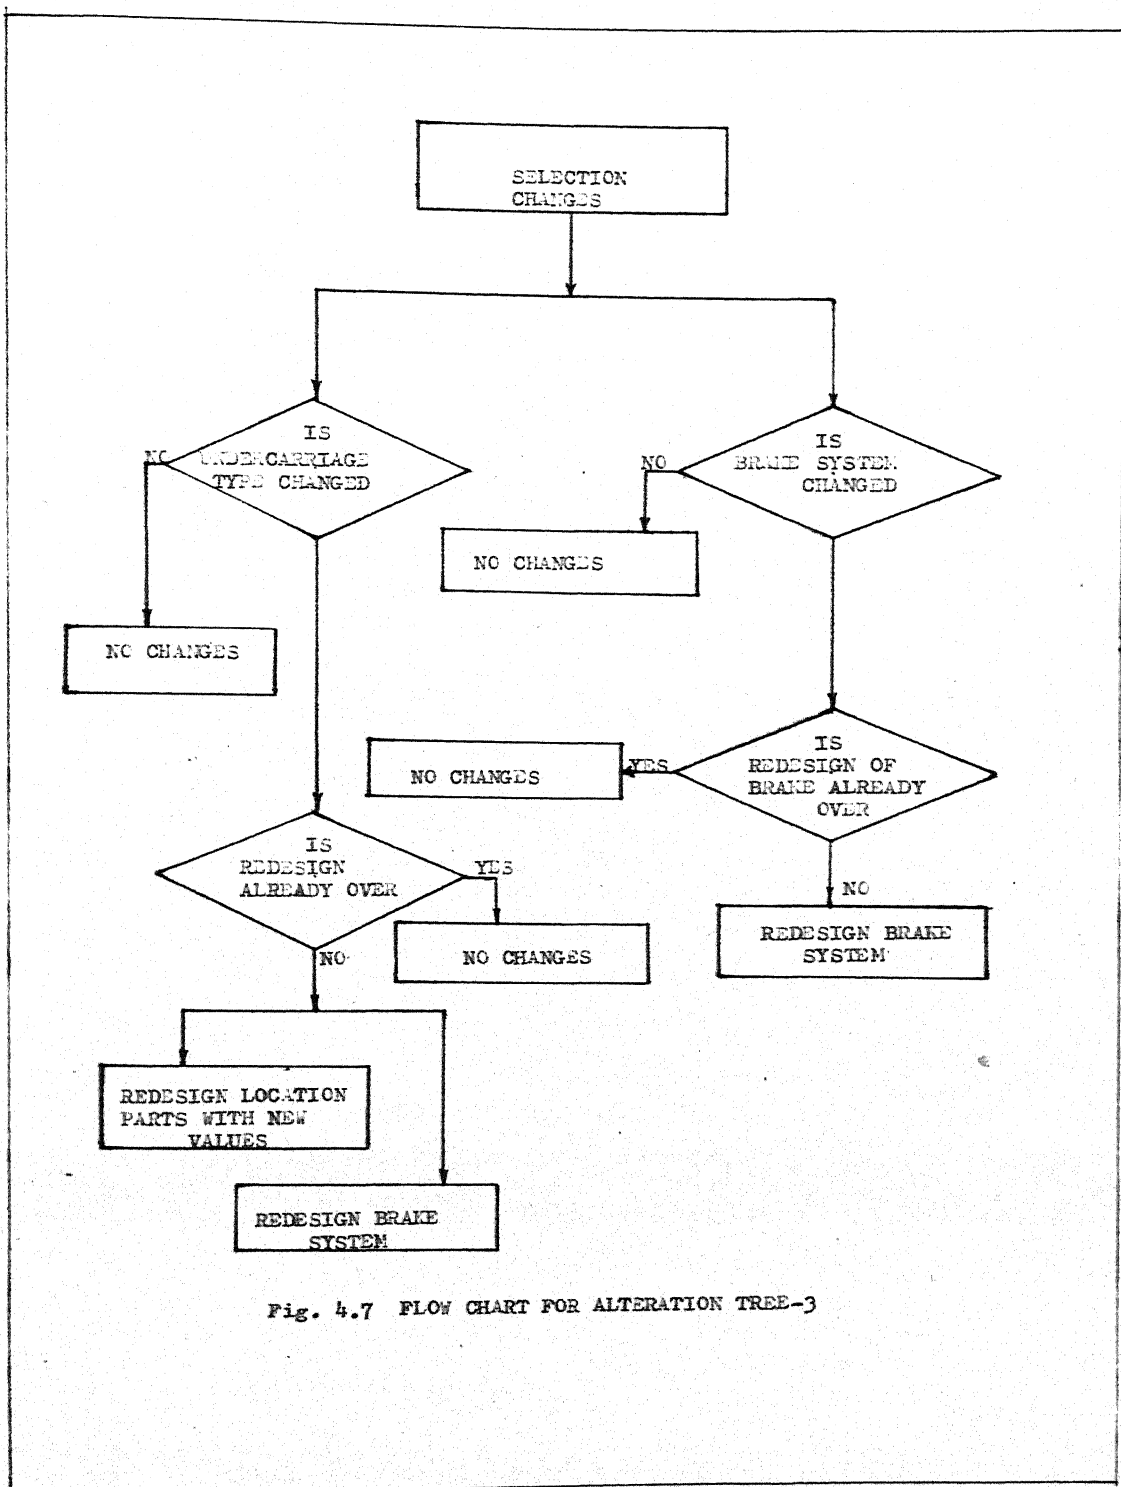 SELECTION
CHANGES
IS
UNDERCARRIAGE
TYPE CHANGED
NO
IS
BRAKE SYSTEM
CHANGED
NO
NO CHANGES
NO CHANGES
IS
REDESIGN OF
BRAKE ALREADY
OVER
YES
NO CHANGES
IS
REDESIGN
ALREADY OVER
YES
NO CHANGES
NO
REDESIGN BRAKE
SYSTEM
NO
REDESIGN LOCATION
PARTS WITH NEW
VALUES
REDESIGN BRAKE
SYSTEM
Fig. 4.7 FLOW CHART FOR ALTERATION TREE-3